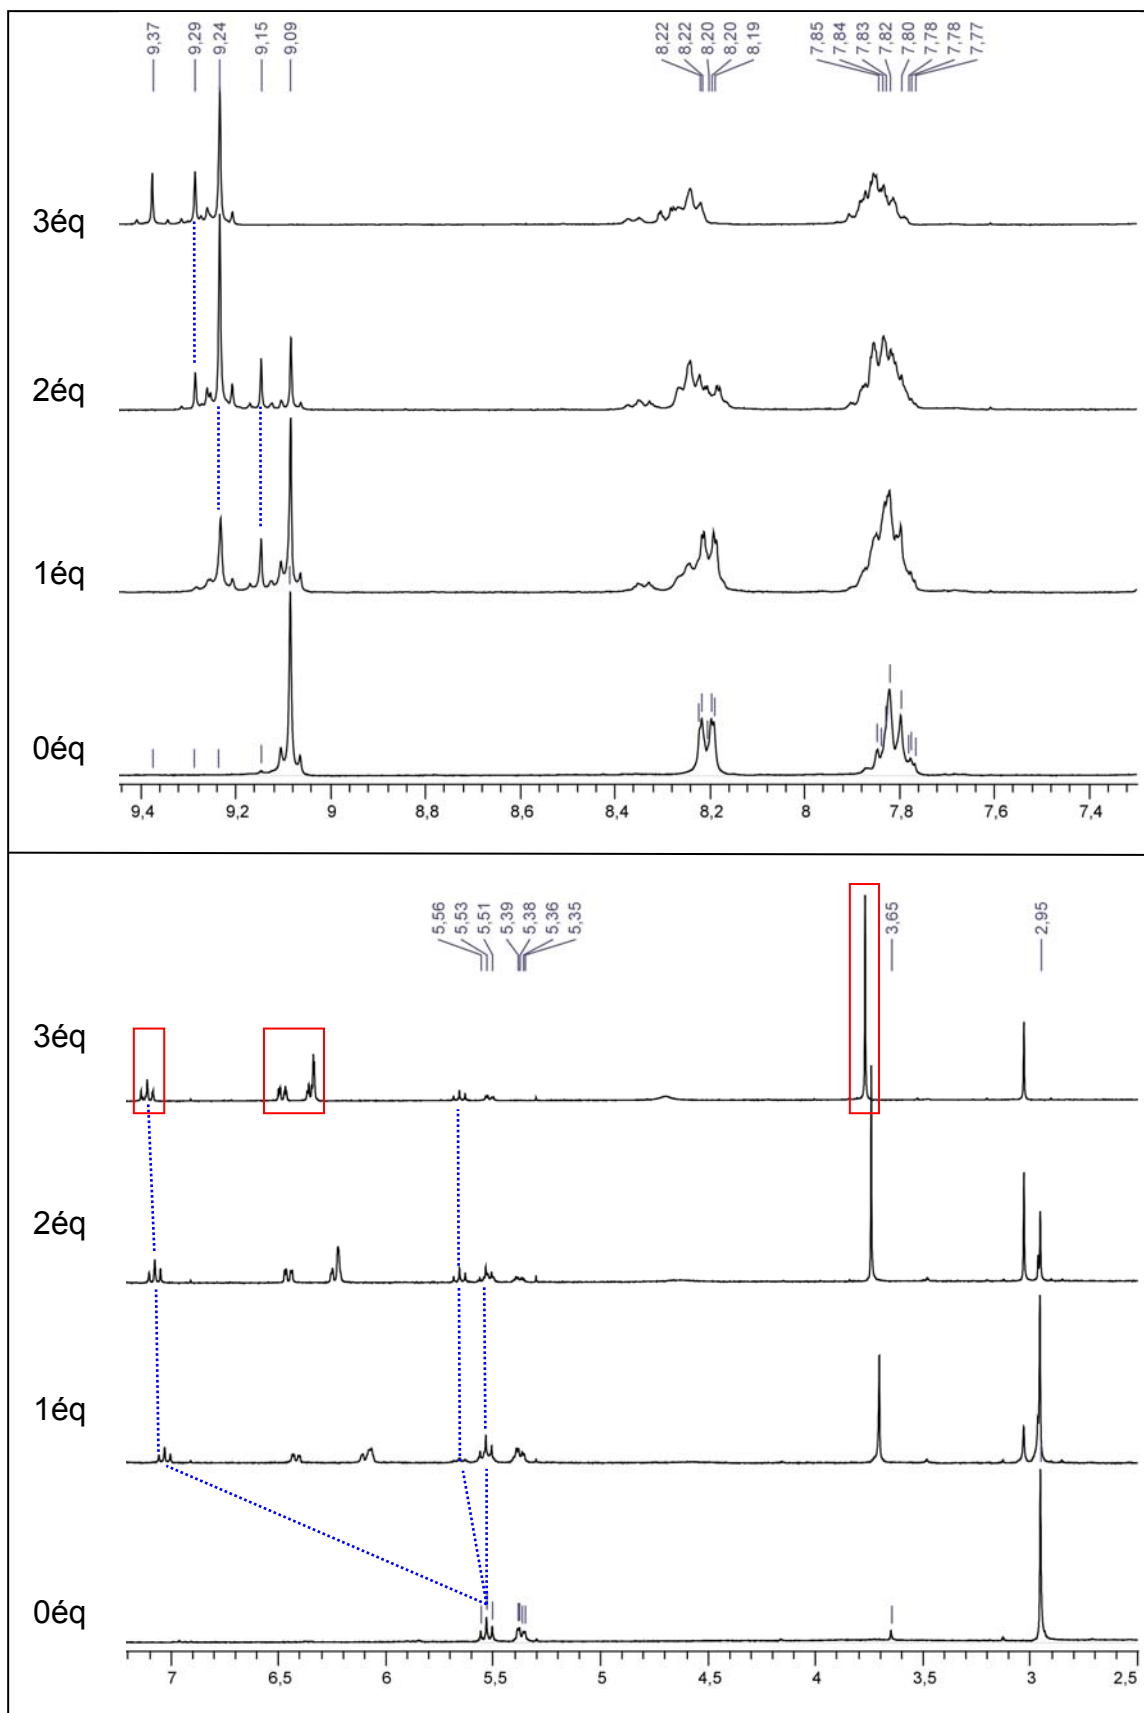 9,37 9,29 9,24 9,15 9,09 8,22 8,22 8,20 8,20 8,19 7,85 7,84 7,83 7,82 7,80 7,78 7,78 7,77
3éq
2éq
1éq
0éq
9,4 9,2 9 8,8 8,6 8,4 8,2 8 7,8 7,6 7,4
5,56 5,53 5,51 5,39 5,38 5,36 5,35 3,65 2,95
3éq
2éq
1éq
0éq
7 6,5 6 5,5 5 4,5 4 3,5 3 2,5